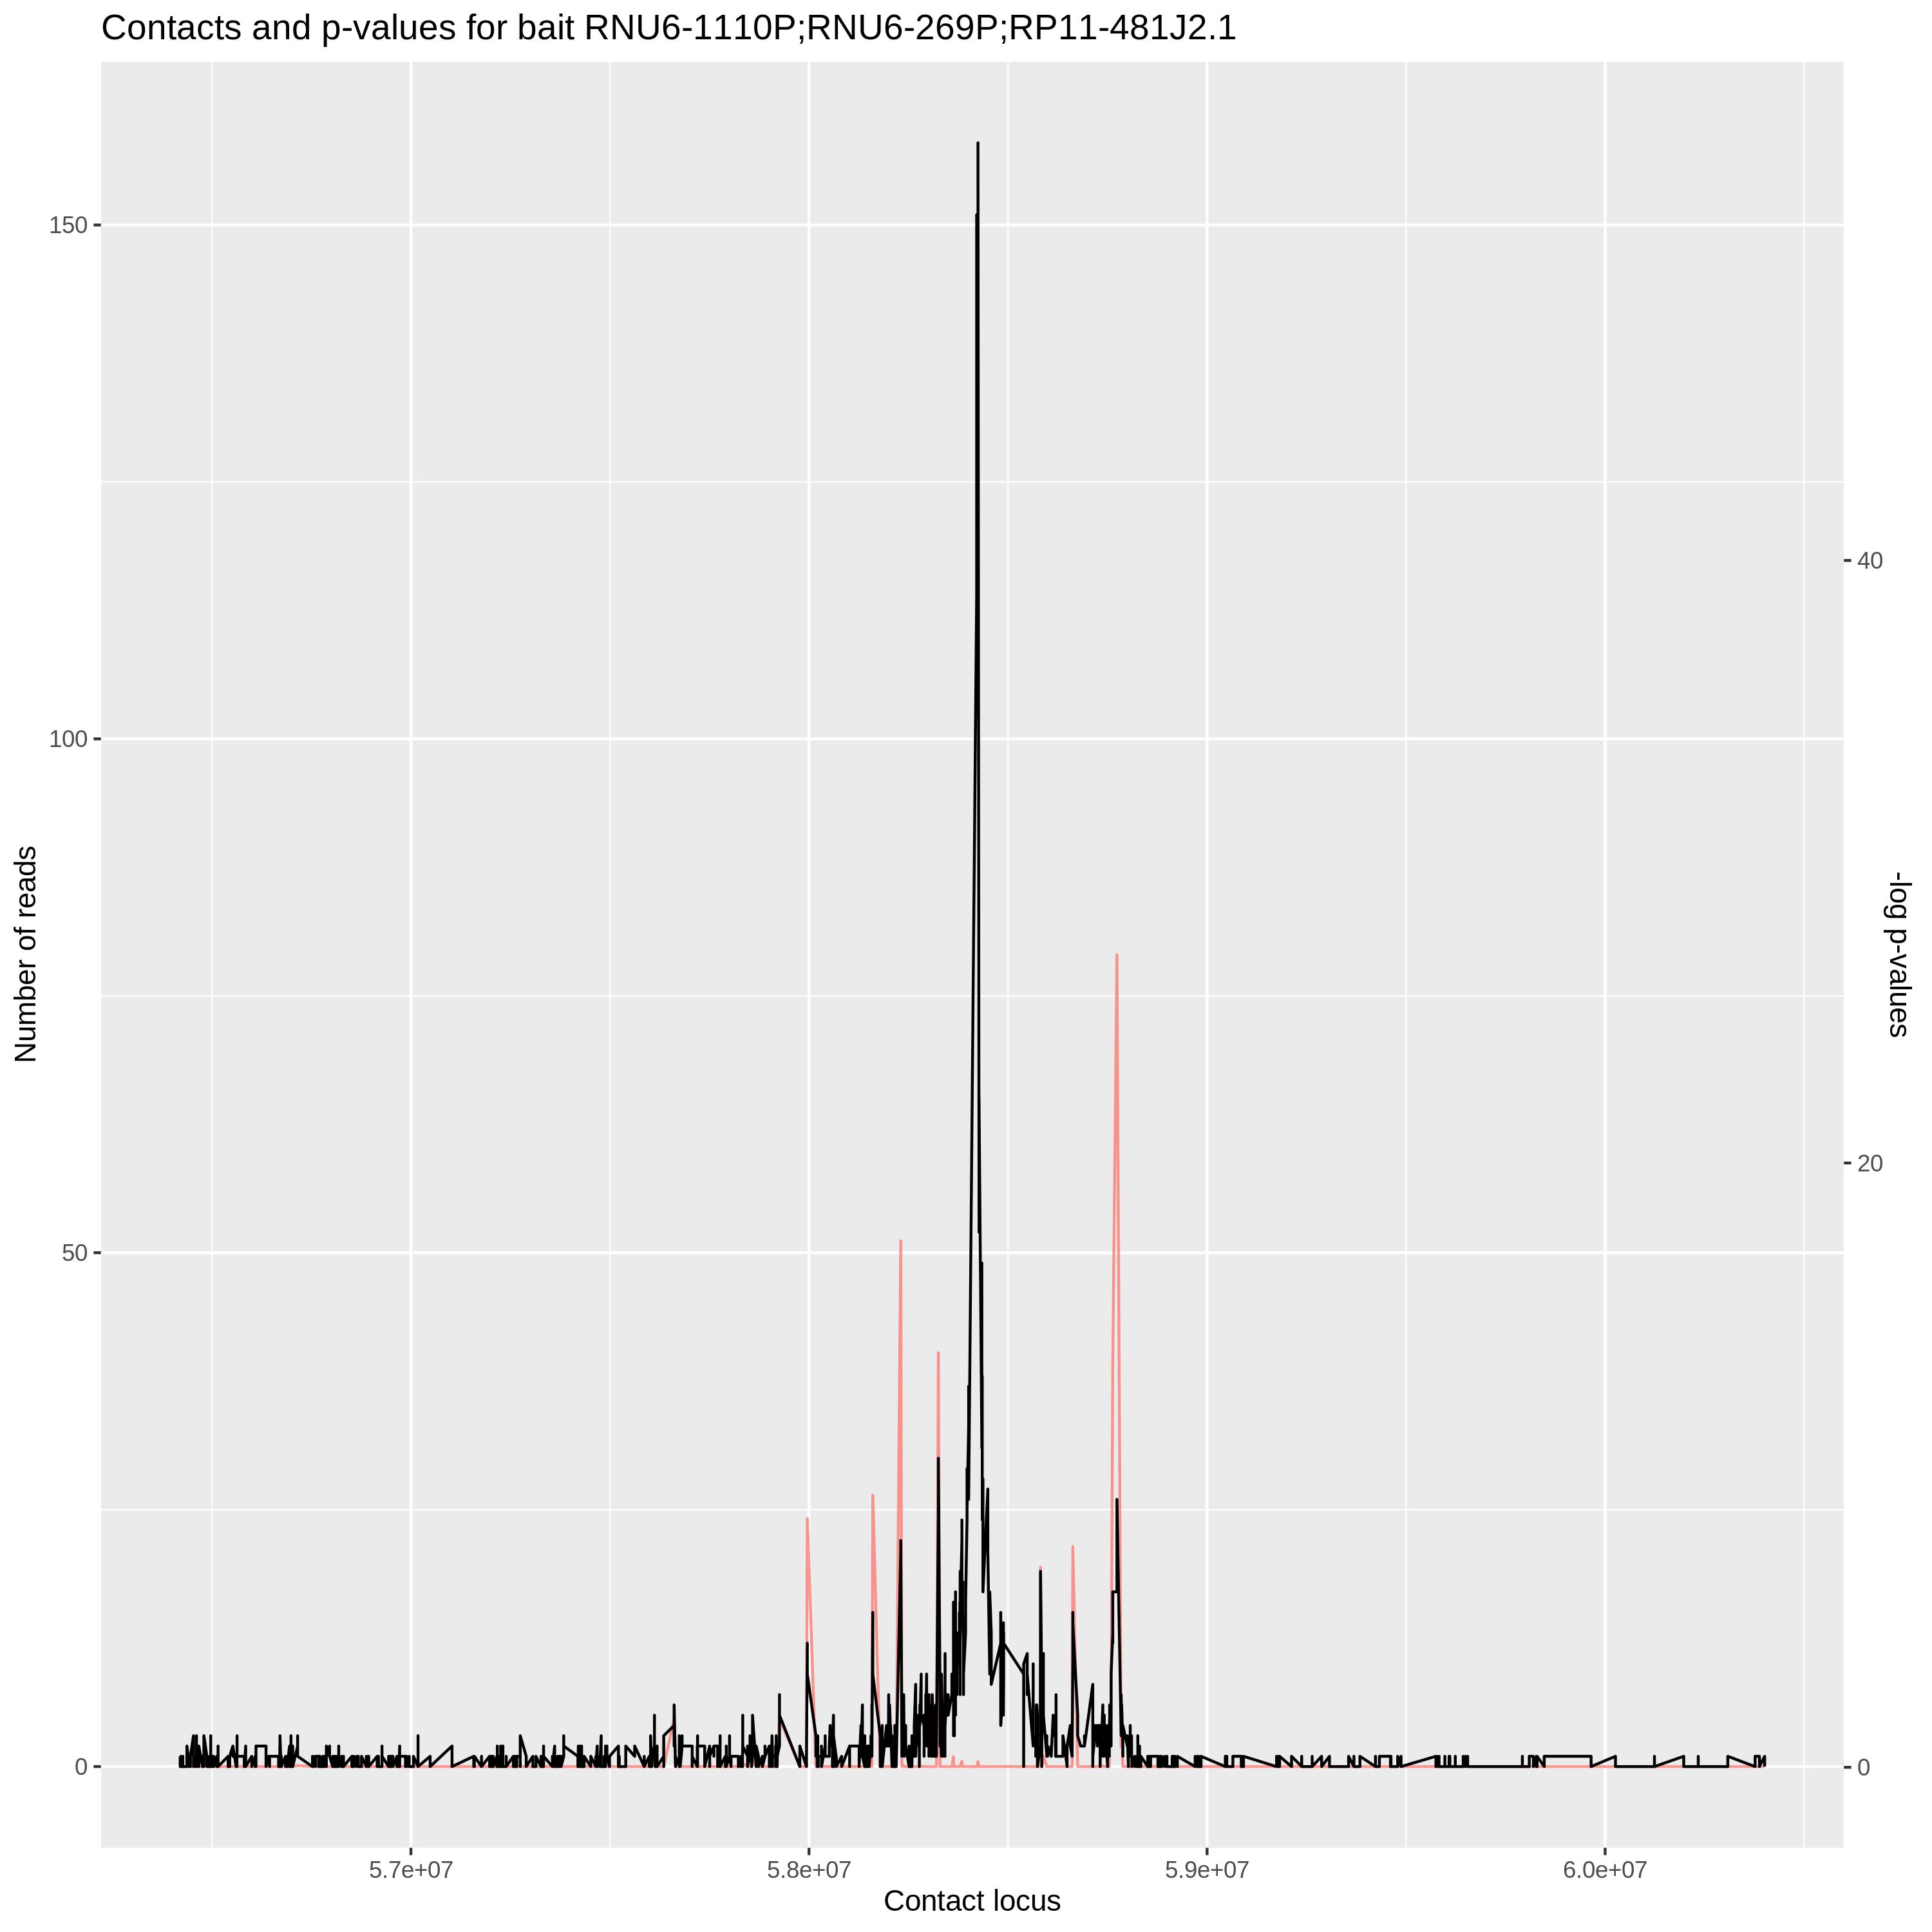 Contacts and p-values for bait RNU6-1110P;RNU6-269P;RP11-481J2.1
150
100
50
0
Number of reads
40
20
0
-log p-values
5.7e+07
5.8e+07
5.9e+07
6.0e+07
Contact locus